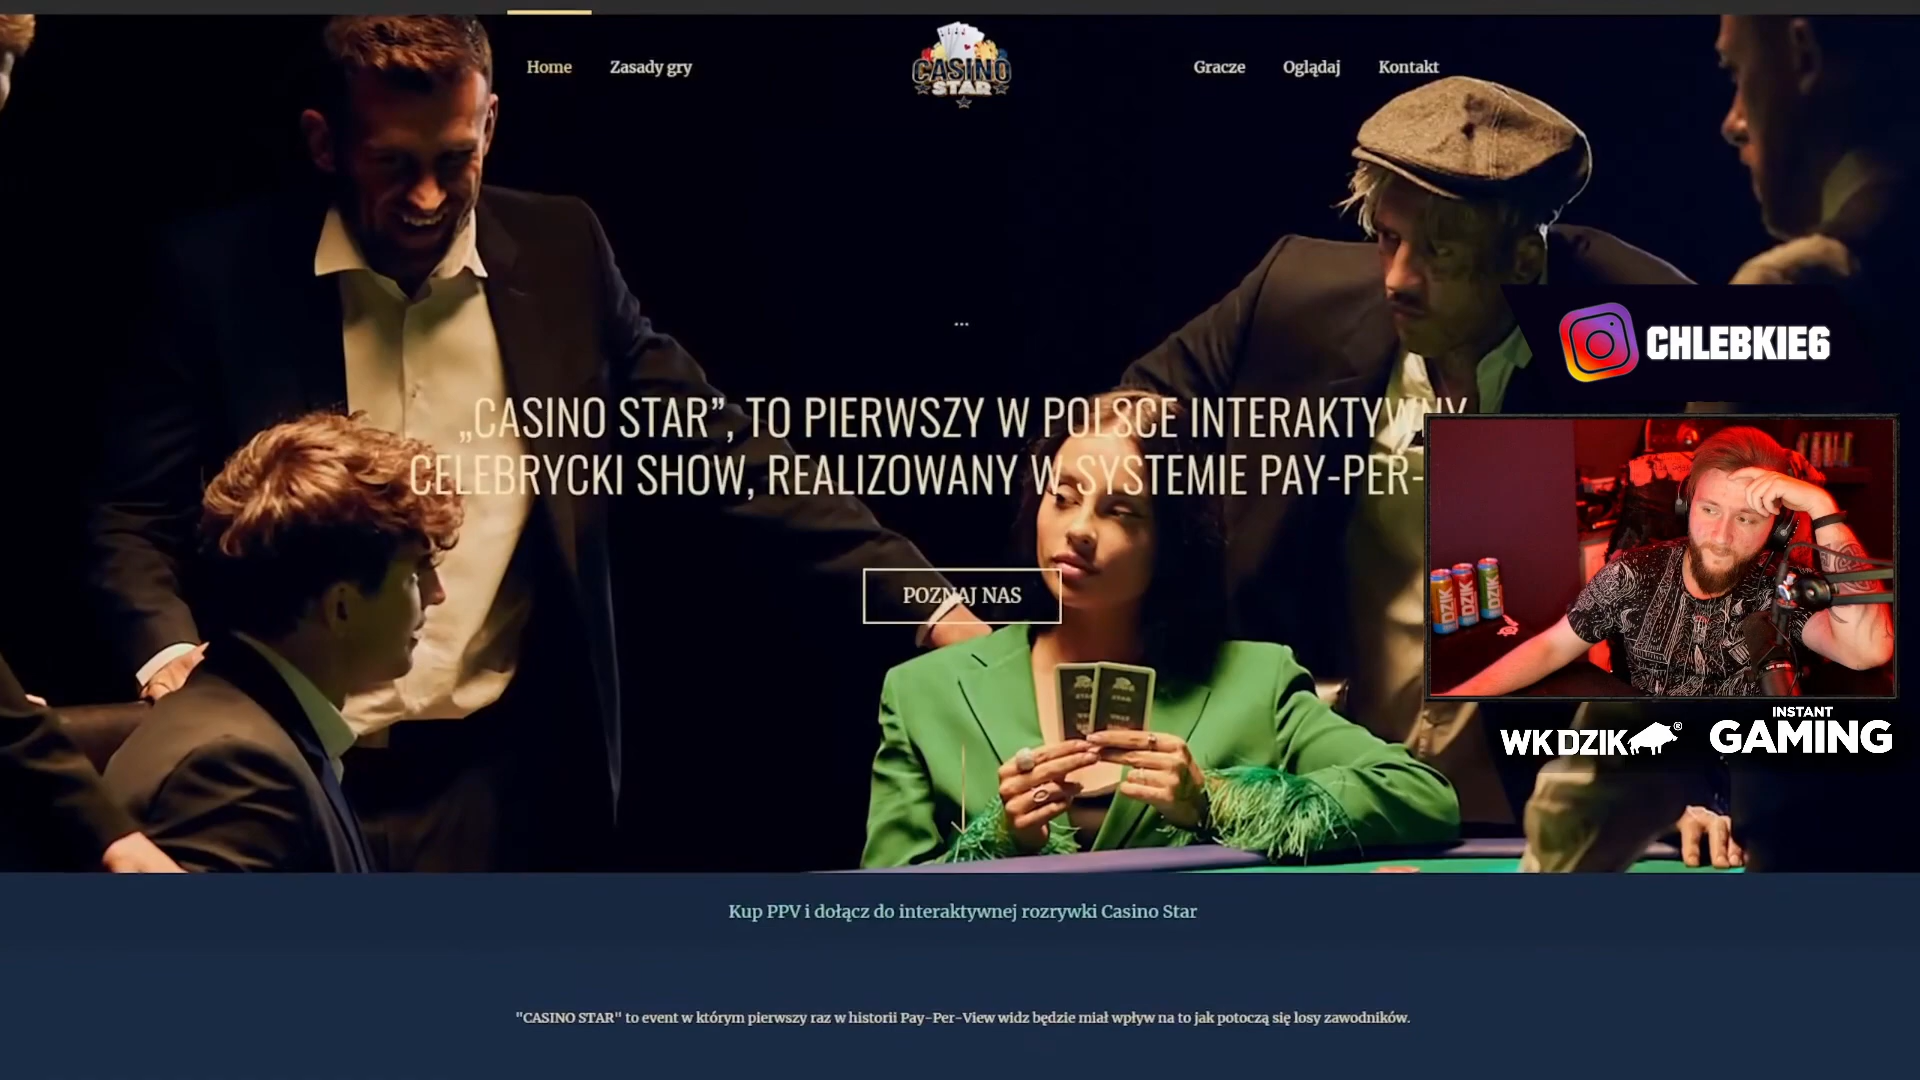 Home
Zasady gry
CASINO
STAR
Gracze
Oglądaj
Kontakt
...
CHLEBKIE6
„CASINO STAR”, TO PIERWSZY W POLSCE INTERAKTYWNY
CELEBRYCKI SHOW, REALIZOWANY W SYSTEMIE PAY-PER-
POZNAJ NAS
DZIK
DZIK
DZIK
WK DZIK®
INSTANT
GAMING
Kup PPV i dołącz do interaktywnej rozrywki Casino Star
"CASINO STAR" to event w którym pierwszy raz w historii Pay-Per-View widz będzie miał wpływ na to jak potoczą się losy zawodników.